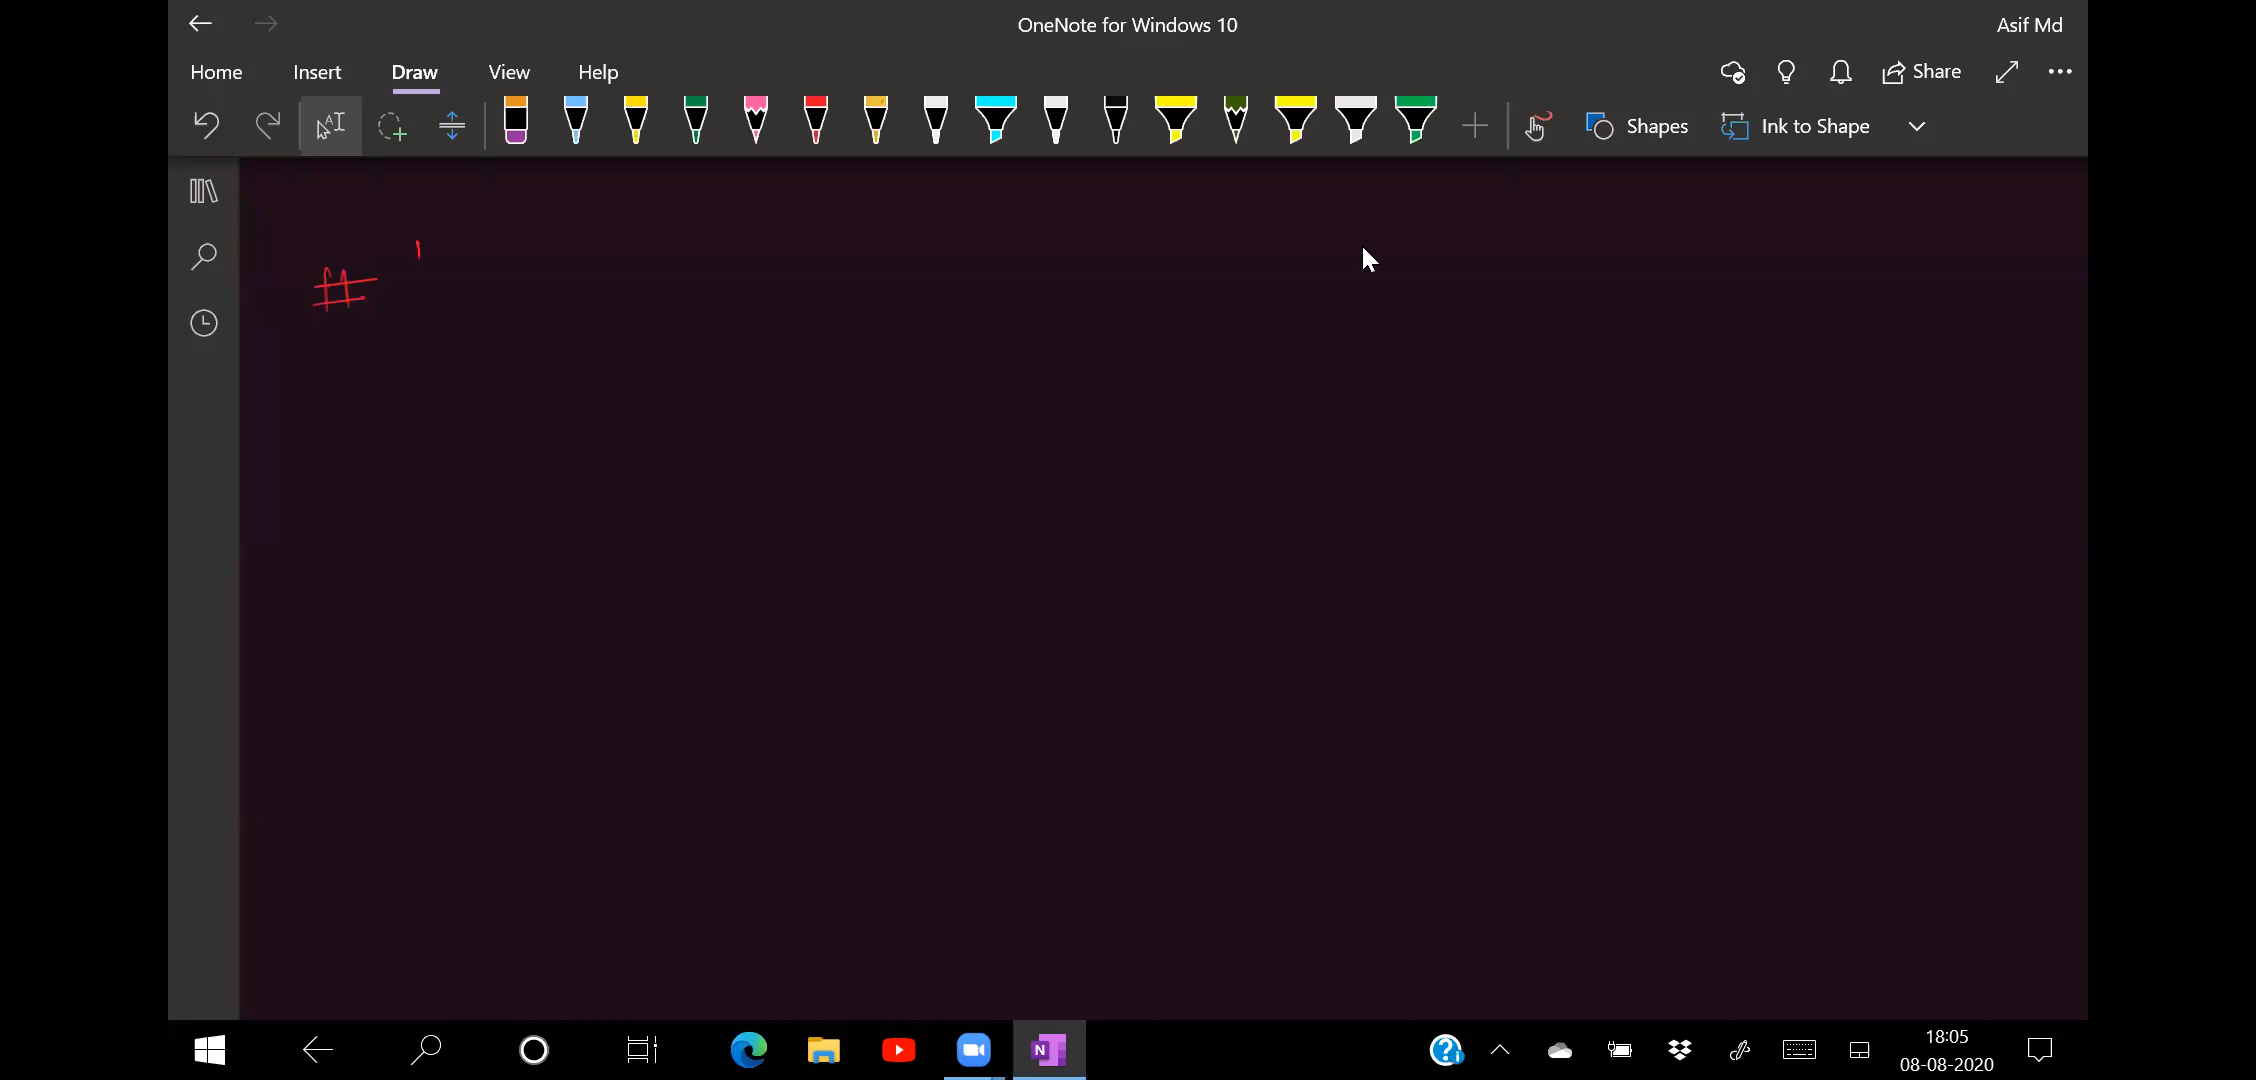 OneNote for Windows 10
Asif Md
Home Insert Draw View Help
Share
Shapes Ink to Shape
#
18:05
08-08-2020